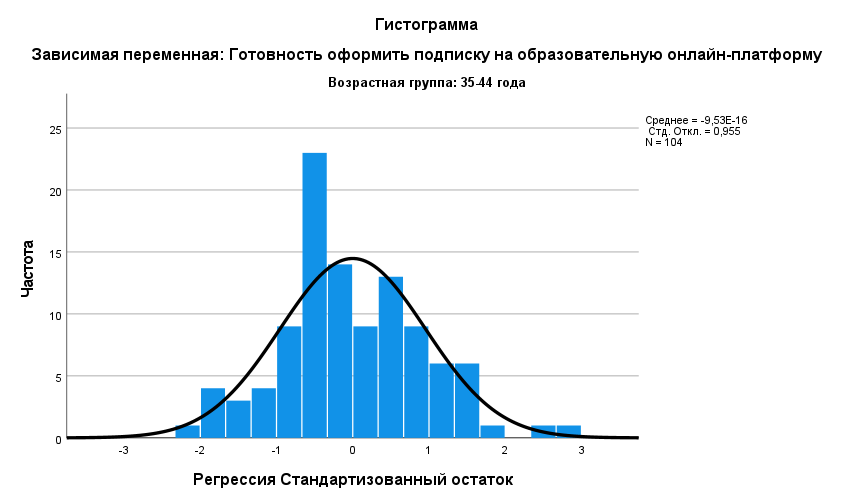 Гистограмма
Зависимая переменная: Готовность оформить подписку на образовательную онлайн-платформу
Возрастная группа: 35-44 года
Среднее = -9,53E-16
Стд. Откл. = 0,955
N = 104
Частота
25
20
15
10
5
0
-3 -2 -1 0 1 2 3
Регрессия Стандартизованный остаток